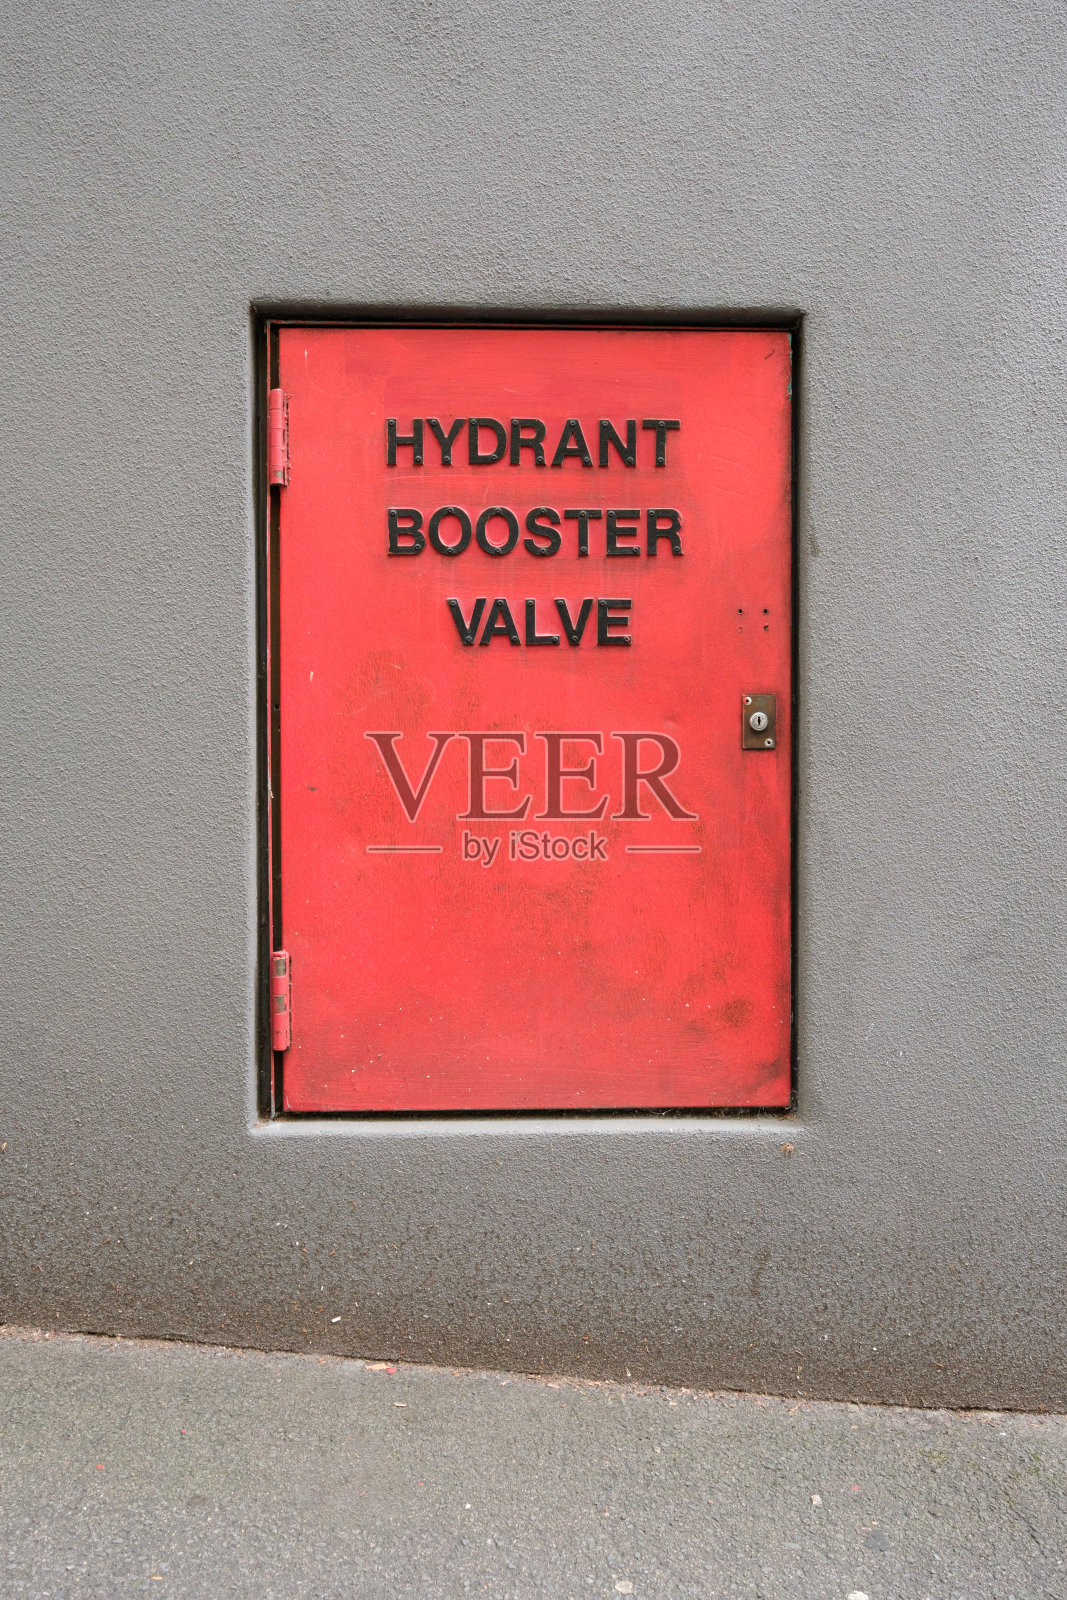 HYDRANT
BOOSTER
VALVE
VEER
by iStock